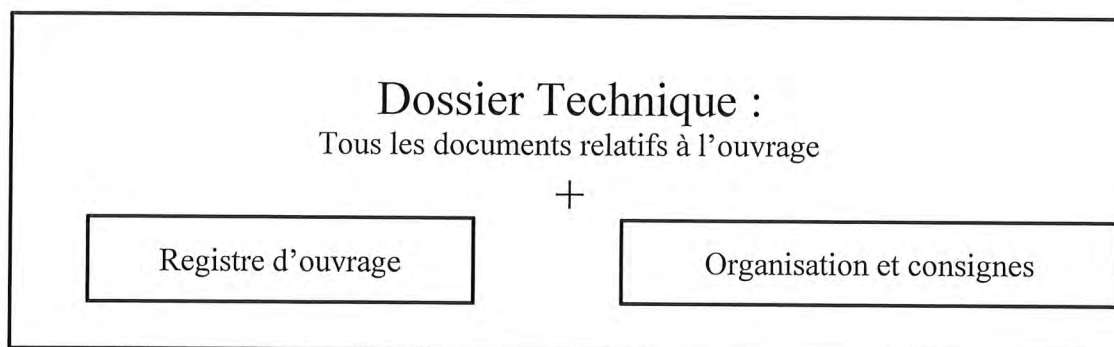 Dossier Technique :
Tous les documents relatifs à l’ouvrage
+
Registre d’ouvrage
Organisation et consignes